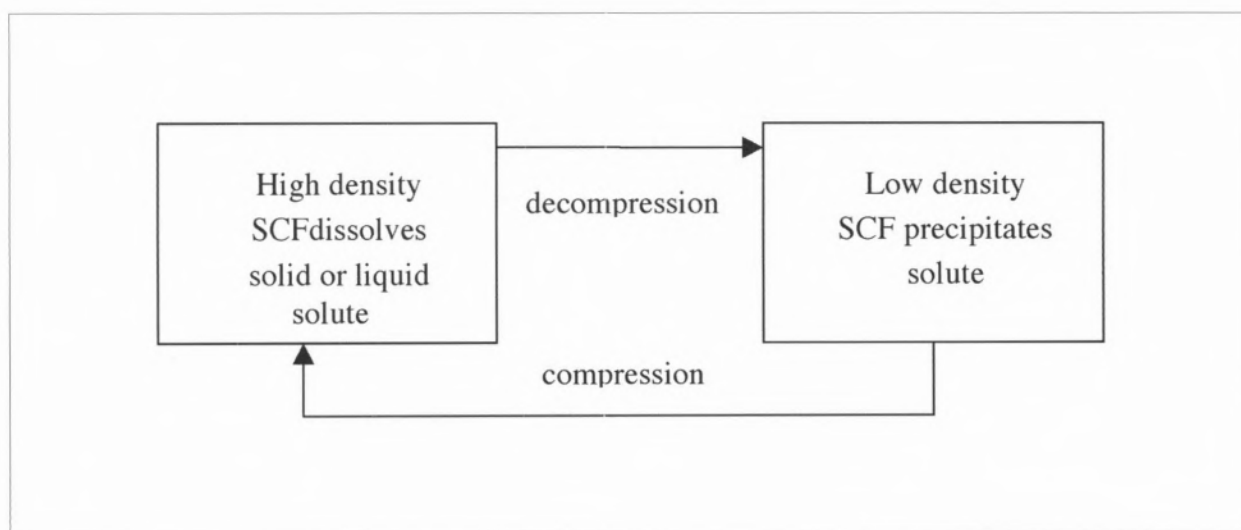 High density
SCFdissolves
solid or liquid
solute
decompression
Low density
SCF precipitates
solute
compression